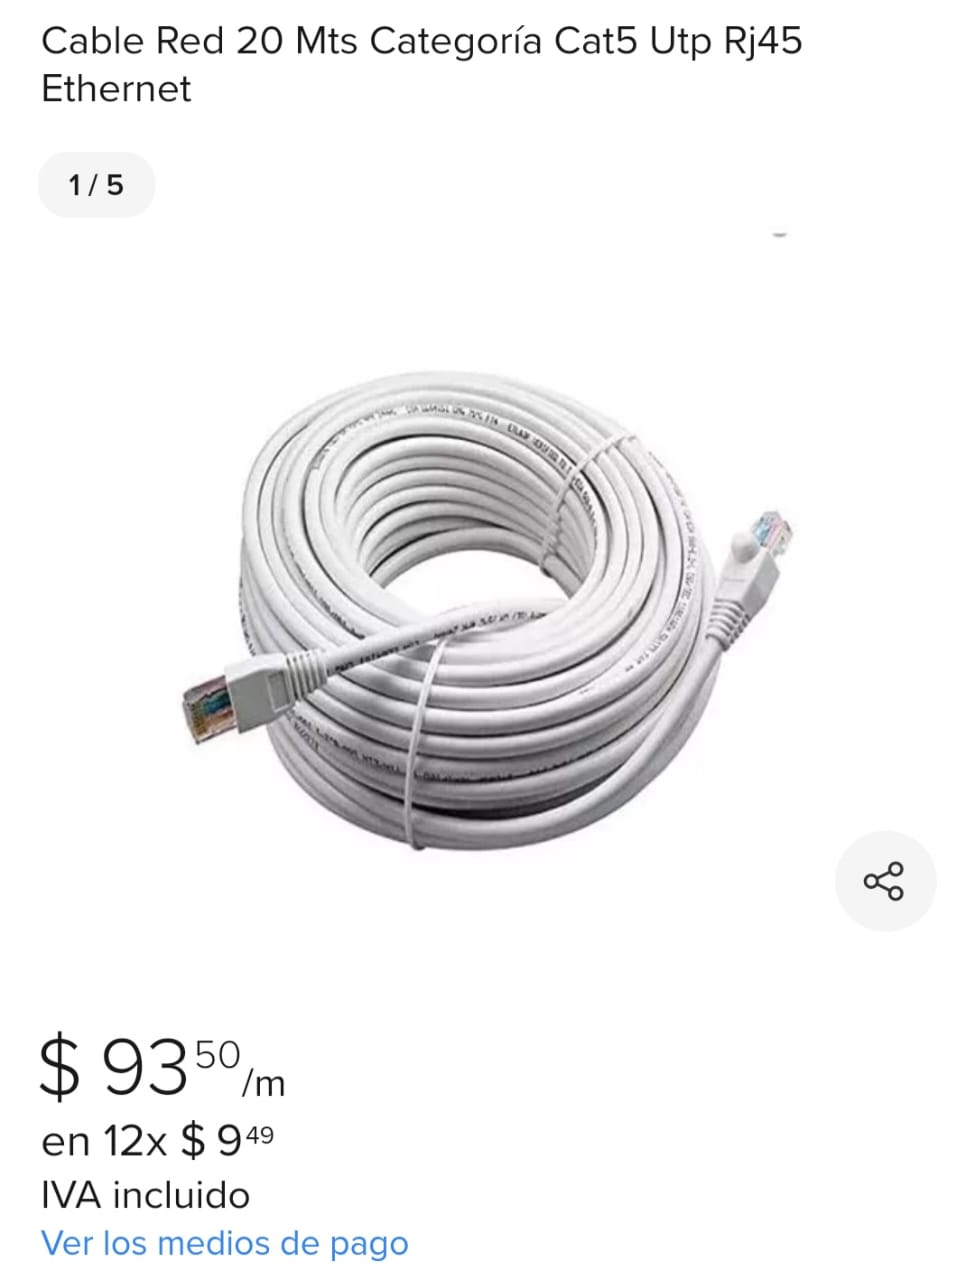 Cable Red 20 Mts Categoría Cat5 Utp Rj45
Ethernet
1 / 5
$ 93 50 /m
en 12x $ 9 49
IVA incluido
Ver los medios de pago